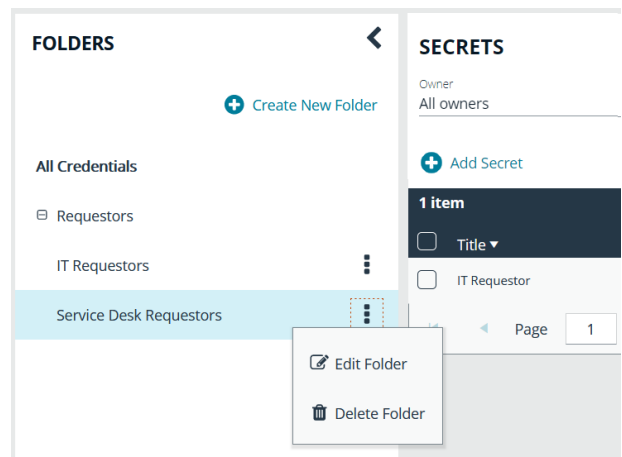 FOLDERS
Create New Folder
All Credentials
Requestors
IT Requestors
Service Desk Requestors
Edit Folder
Delete Folder
SECRETS
Owner
All owners
Add Secret
1 item
Title
IT Requestor
Page 1